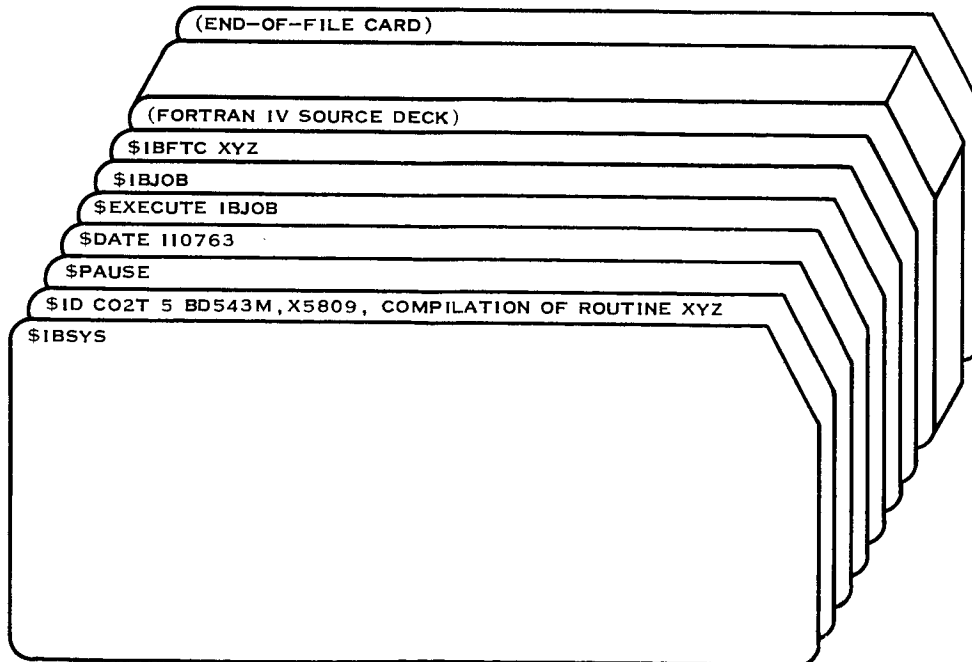 (END-OF-FILE CARD)
(FORTRAN IV SOURCE DECK)
$IBFTC XYZ
$IBJOB
$EXECUTE IBJOB
$DATE 110763
$PAUSE
$ID CO2T 5 BD543M, X5809, COMPILATION OF ROUTINE XYZ
$IBSYS